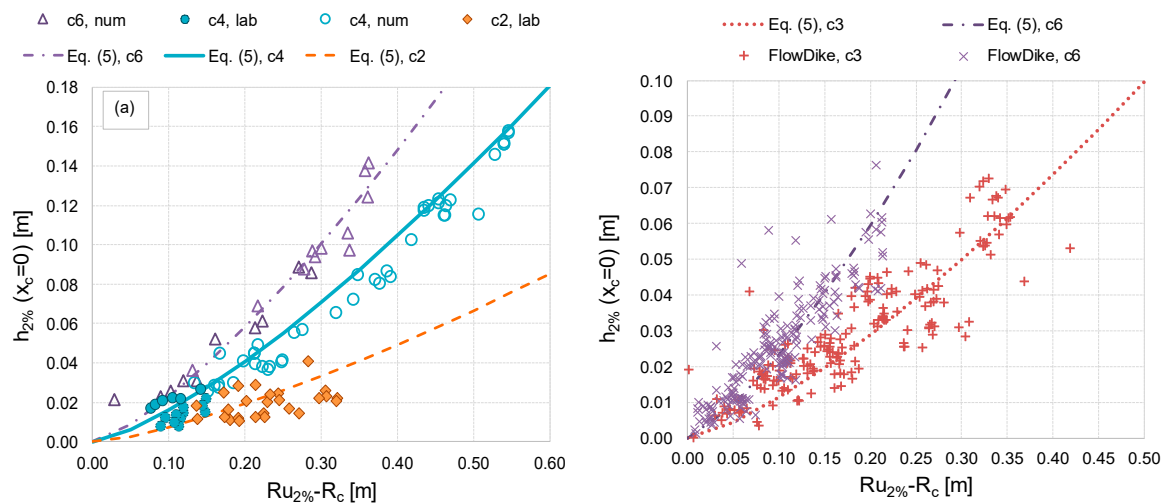 c6, num c4, lab c4, num c2, lab
Eq. (5), c6 Eq. (5), c4 Eq. (5), c2
0.18
0.16
0.14
0.12
0.10
0.08
0.06
0.04
0.02
0.00
(a)
h2% (xc=0) [m]
0.00 0.10 0.20 0.30 0.40 0.50 0.60
Ru2%-Rc [m]
Eq. (5), c3 Eq. (5), c6
FlowDike, c3 FlowDike, c6
0.10
0.09
0.08
0.07
0.06
0.05
0.04
0.03
0.02
0.01
0.00
h2% (xc=0) [m]
0.00 0.05 0.10 0.15 0.20 0.25 0.30 0.35 0.40 0.45 0.50
Ru2%-Rc [m]